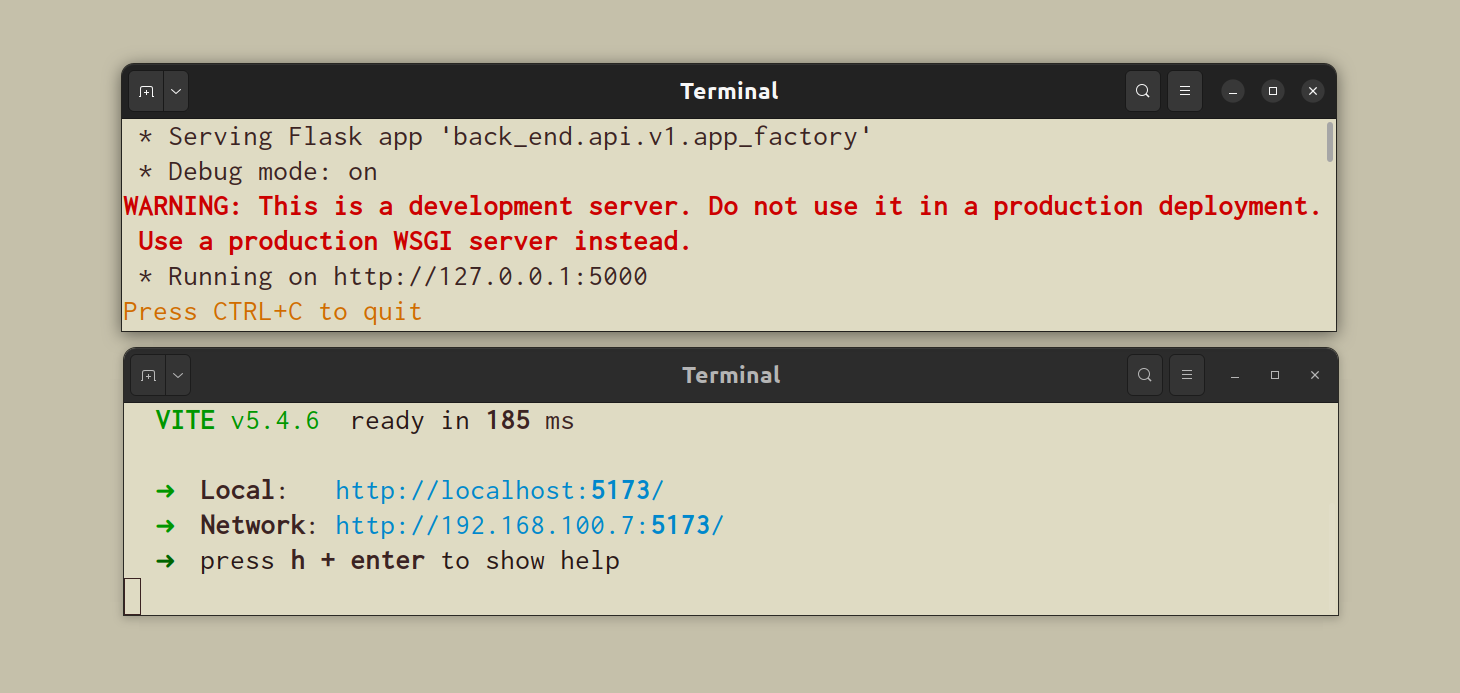 Terminal
* Serving Flask app 'back_end.api.v1.app_factory'
* Debug mode: on
WARNING: This is a development server. Do not use it in a production deployment.
Use a production WSGI server instead.
* Running on http://127.0.0.1:5000
Press CTRL+C to quit
Terminal
VITE v5.4.6  ready in 185 ms
➜  Local:   http://localhost:5173/
➜  Network: http://192.168.100.7:5173/
➜  press h + enter to show help